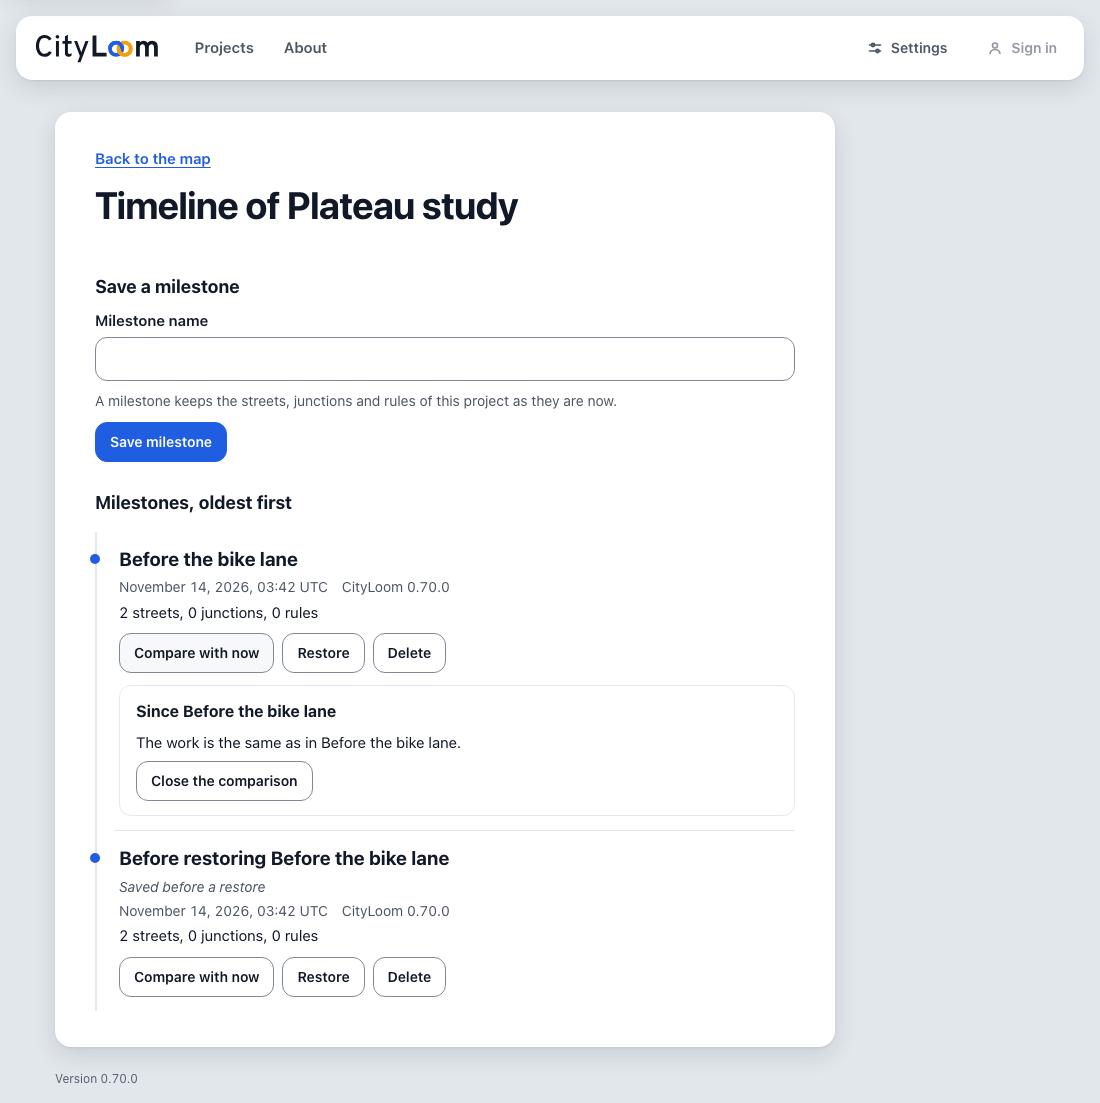 CityLoom
Projects
About
Settings
Sign in
Back to the map
Timeline of Plateau study
Save a milestone
Milestone name
A milestone keeps the streets, junctions and rules of this project as they are now.
Save milestone
Milestones, oldest first
Before the bike lane
November 14, 2026, 03:42 UTC CityLoom 0.70.0
2 streets, 0 junctions, 0 rules
Compare with now
Restore
Delete
Since Before the bike lane
The work is the same as in Before the bike lane.
Close the comparison
Before restoring Before the bike lane
Saved before a restore
November 14, 2026, 03:42 UTC CityLoom 0.70.0
2 streets, 0 junctions, 0 rules
Compare with now
Restore
Delete
Version 0.70.0